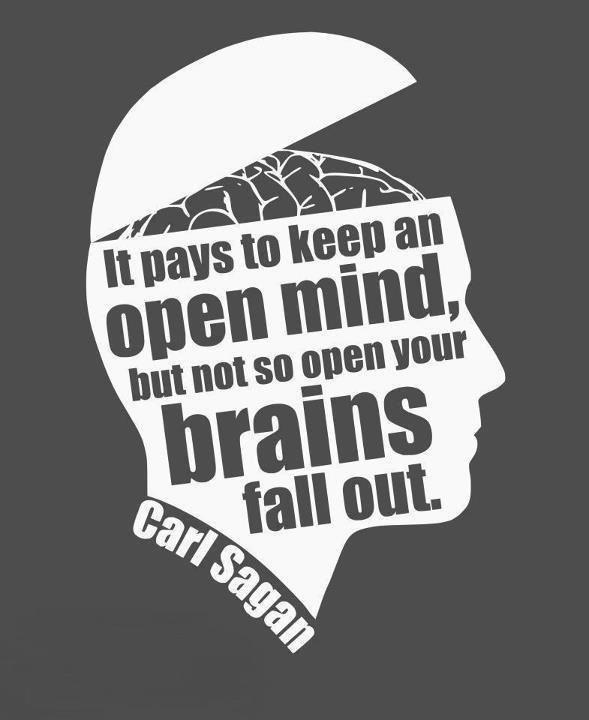 It pays to keep an
open mind,
but not so open your
brains
fall out.
Carl Sagan